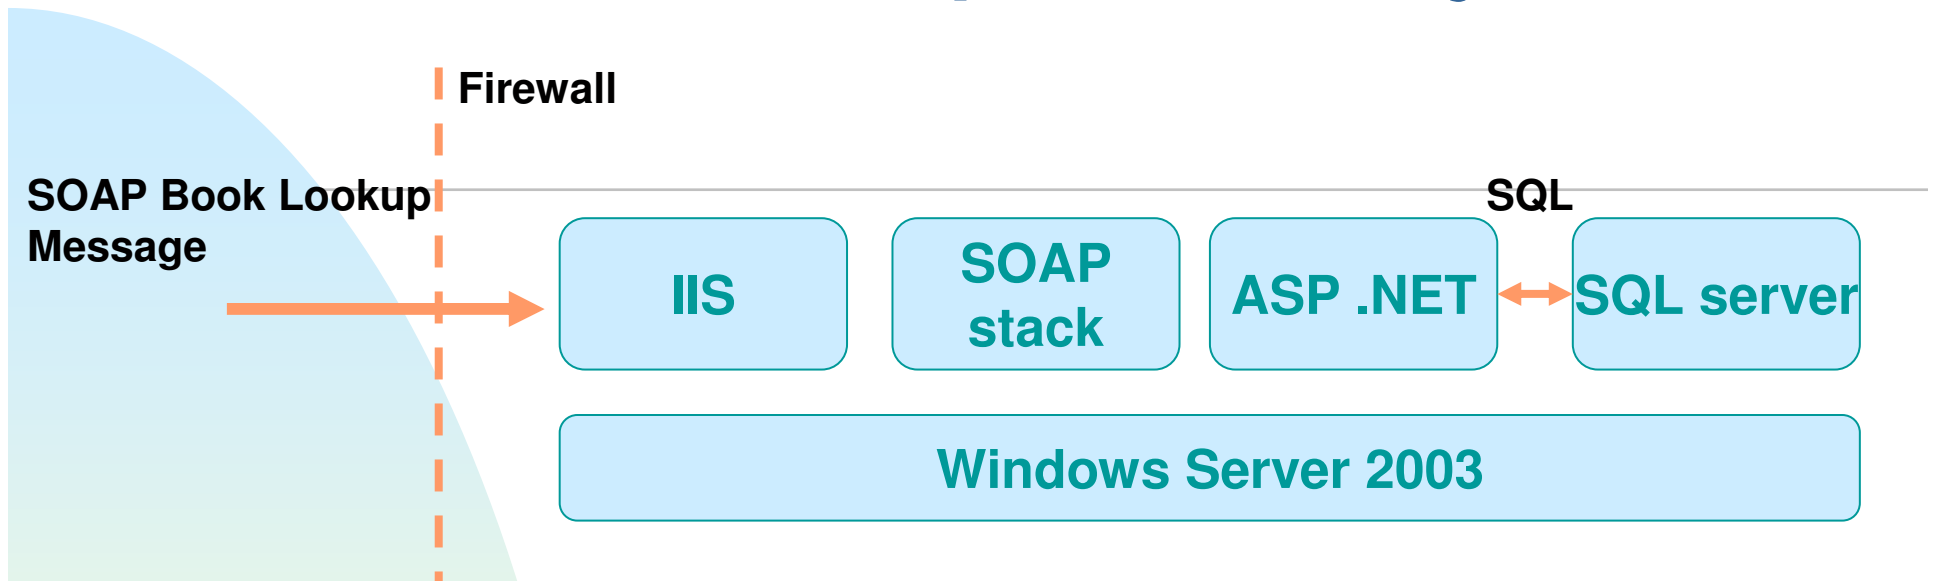 Firewall
SOAP Book Lookup
Message
SQL
IIS
SOAP
stack
ASP .NET
SQL server
Windows Server 2003